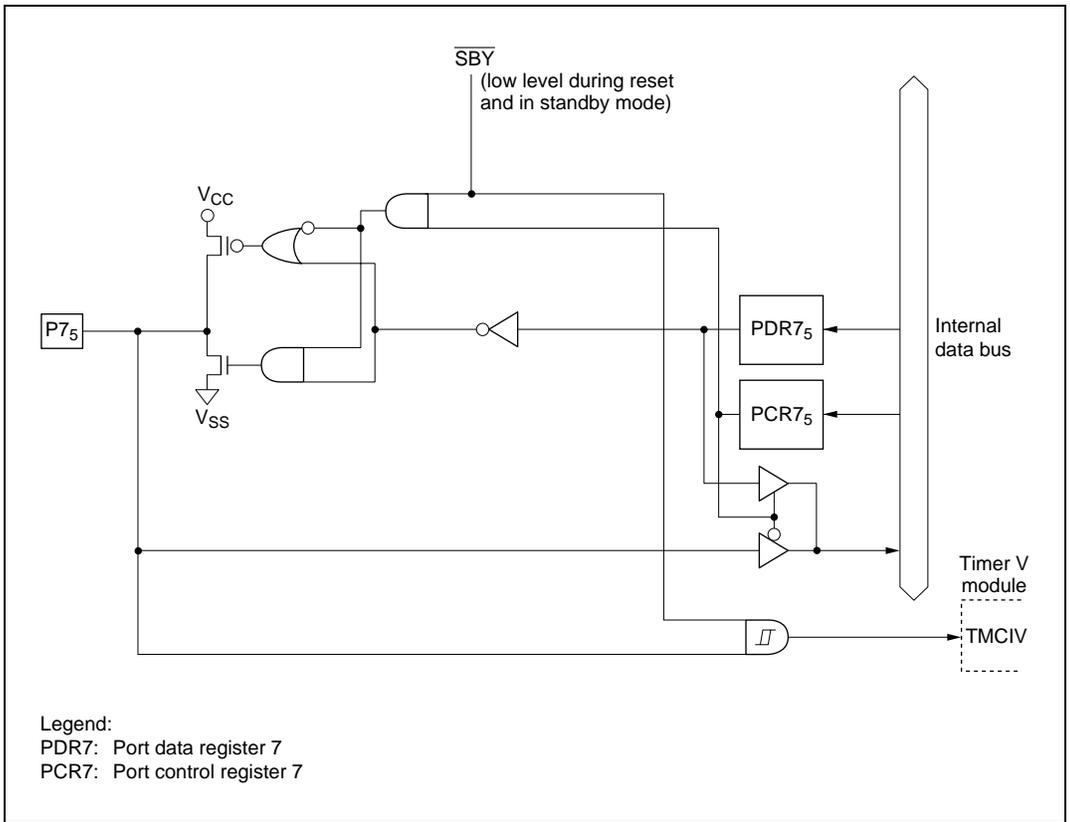 SBY
(low level during reset
and in standby mode)
VCC
P75
PDR75
Internal
data bus
PCR75
VSS
Timer V
module
TMCIV
Legend:
PDR7: Port data register 7
PCR7: Port control register 7